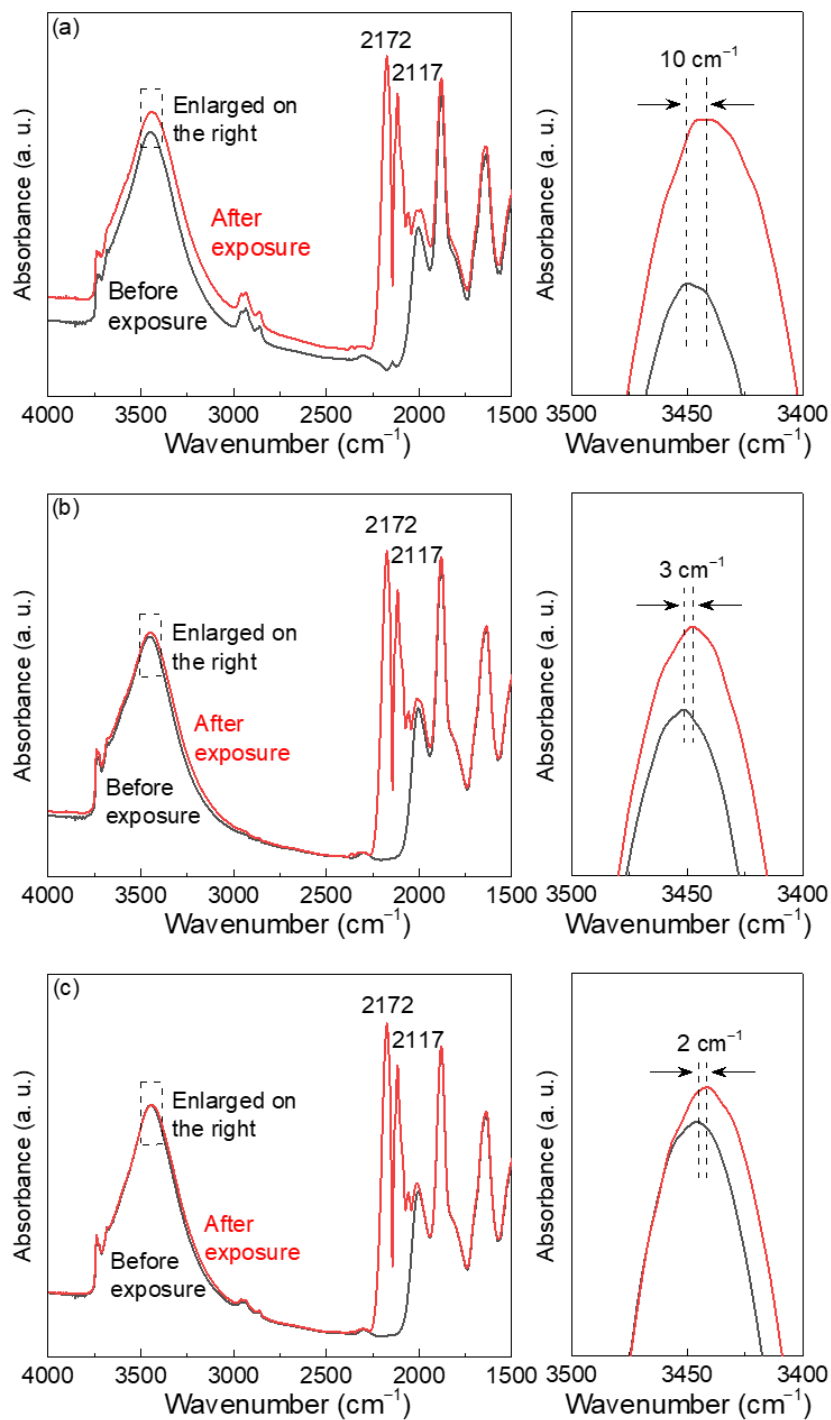 (a)
2172
2117
Enlarged on
the right
After
exposure
Before
exposure
Absorbance (a. u.)
4000 3500 3000 2500 2000 1500
Wavenumber (cm⁻¹)
10 cm⁻¹
Absorbance (a. u.)
3500 3450 3400
Wavenumber (cm⁻¹)
(b)
2172
2117
Enlarged on
the right
After
exposure
Before
exposure
Absorbance (a. u.)
4000 3500 3000 2500 2000 1500
Wavenumber (cm⁻¹)
3 cm⁻¹
Absorbance (a. u.)
3500 3450 3400
Wavenumber (cm⁻¹)
(c)
2172
2117
Enlarged on
the right
After
exposure
Before
exposure
Absorbance (a. u.)
4000 3500 3000 2500 2000 1500
Wavenumber (cm⁻¹)
2 cm⁻¹
Absorbance (a. u.)
3500 3450 3400
Wavenumber (cm⁻¹)